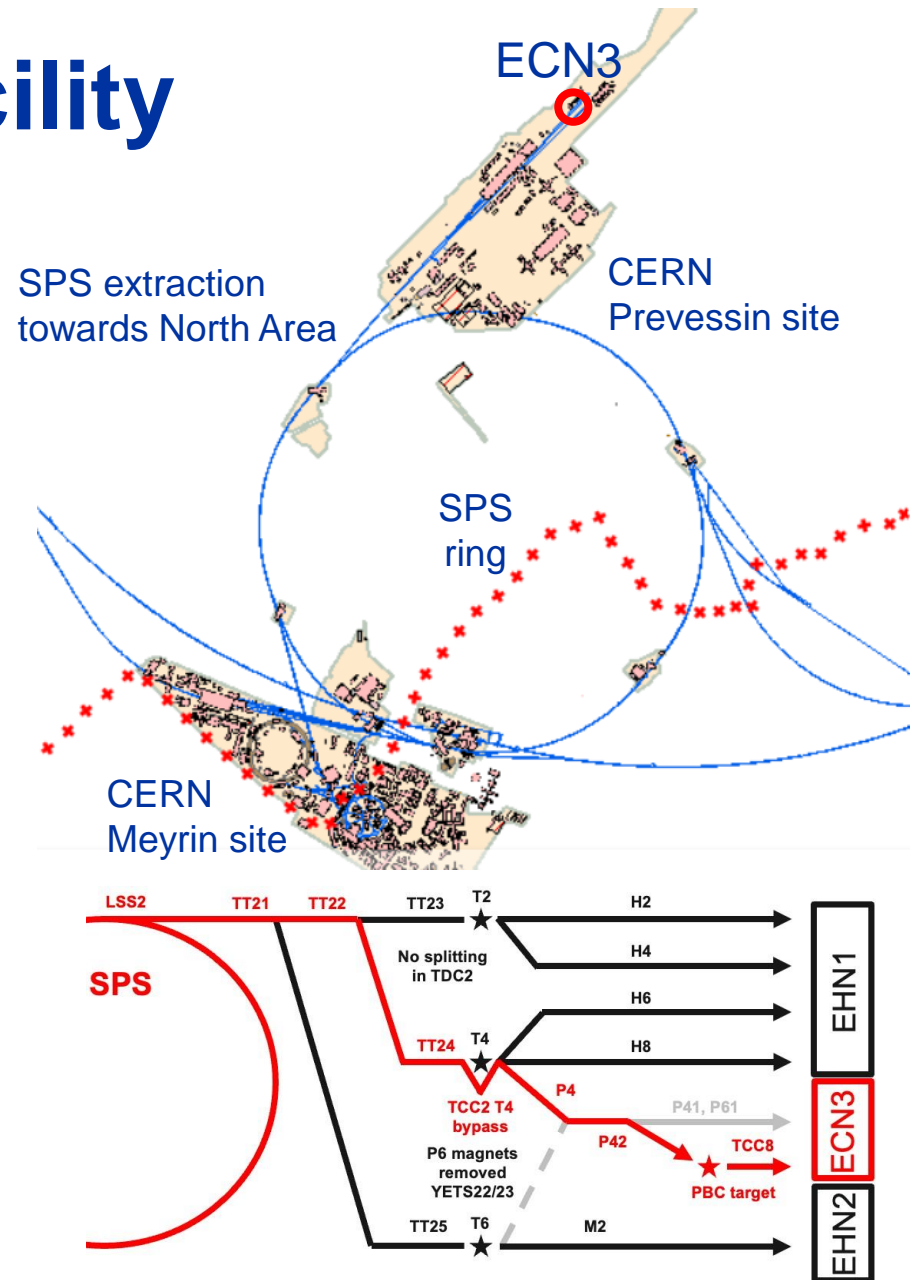 cility
ECN3
SPS extraction
towards North Area
CERN
Prevessin site
SPS
ring
CERN
Meyrin site
LSS2
TT21
TT22
TT23
T2
H2
No splitting
in TDC2
H4
SPS
H6
EHN1
TT24
T4
H8
TCC2 T4
bypass
P4
P41, P61
ECN3
P42
TCC8
P6 magnets
removed
YETS22/23
PBC target
TT25
T6
M2
EHN2